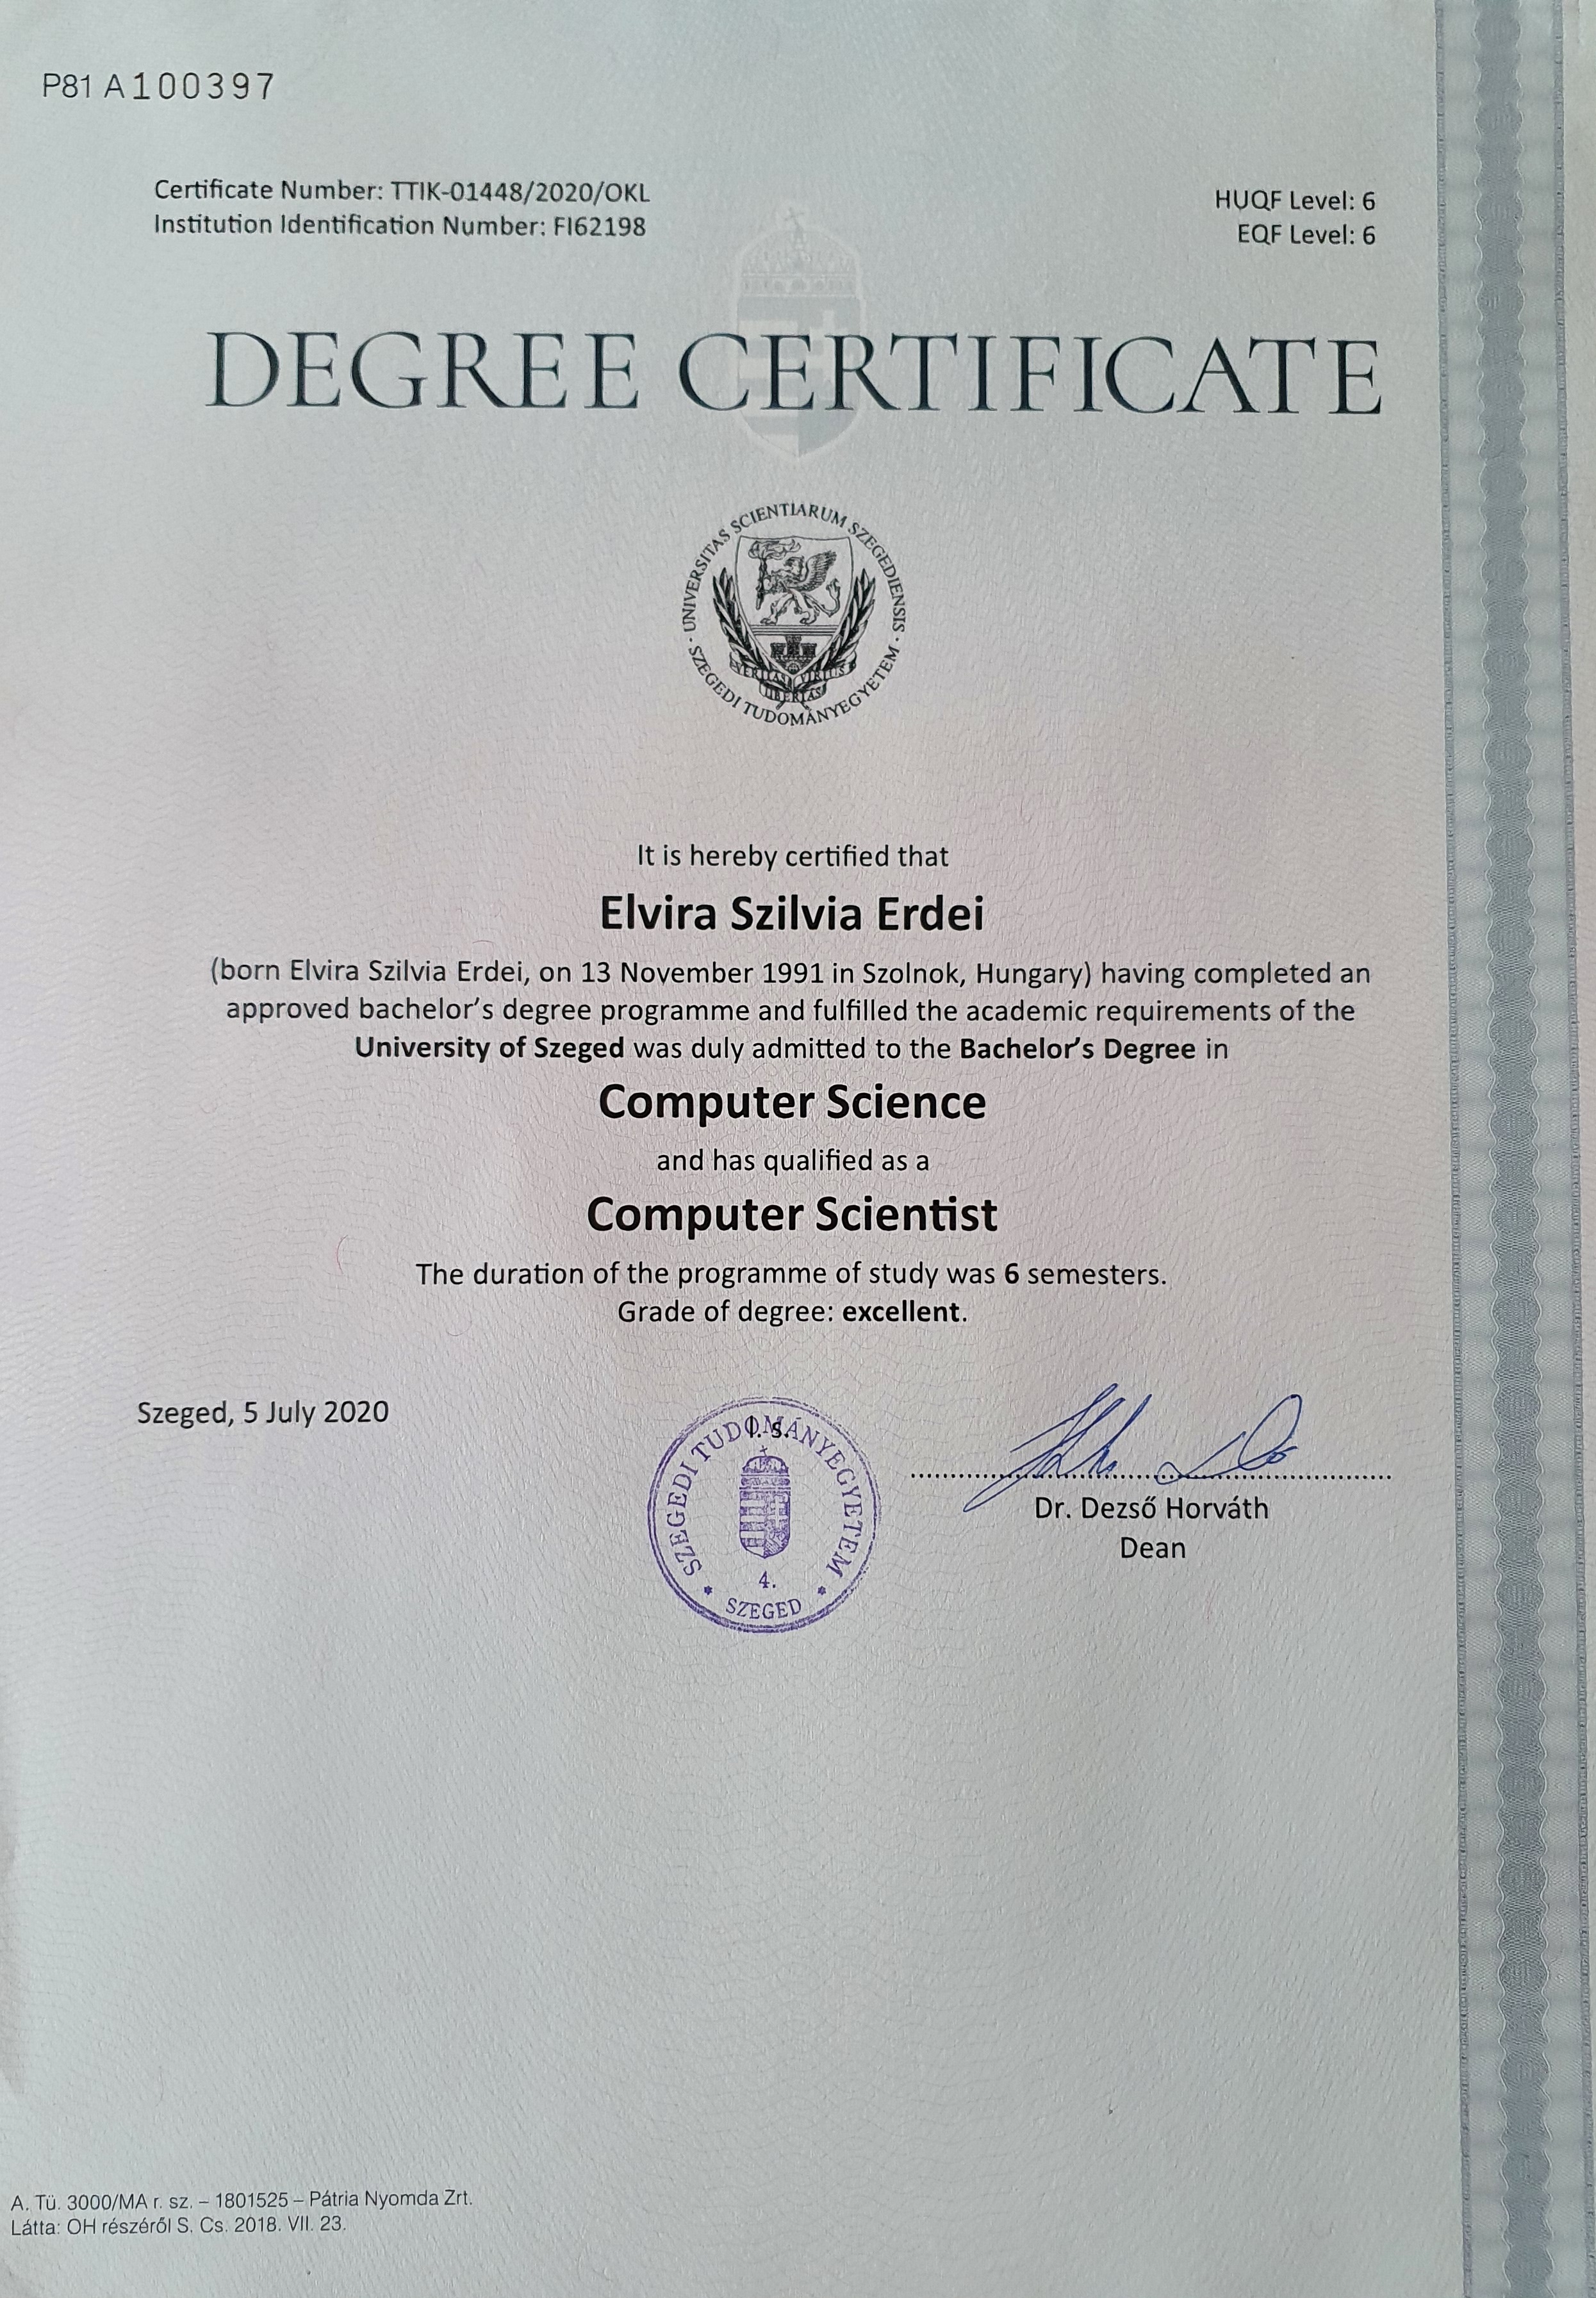 P81 A100397
Certificate Number: TTIK-01448/2020/OKL
Institution Identification Number: FI62198
HUQF Level: 6
EQF Level: 6
DEGREE CERTIFICATE
· UNIVERSITAS SCIENTIARUM SZEGEDIENSIS ·
SZEGEDI TUDOMÁNYEGYETEM
VERITAS VIRTUS
LIBERTAS
It is hereby certified that
Elvira Szilvia Erdei
(born Elvira Szilvia Erdei, on 13 November 1991 in Szolnok, Hungary) having completed an
approved bachelor's degree programme and fulfilled the academic requirements of the
University of Szeged was duly admitted to the Bachelor's Degree in
Computer Science
and has qualified as a
Computer Scientist
The duration of the programme of study was 6 semesters.
Grade of degree: excellent.
Szeged, 5 July 2020
l. s.
SZEGEDI TUDOMÁNYEGYETEM
4.
* SZEGED *
Dr. Dezső Horváth
Dean
A. Tü. 3000/MA r. sz. – 1801525 – Pátria Nyomda Zrt.
Látta: OH részéről S. Cs. 2018. VII. 23.